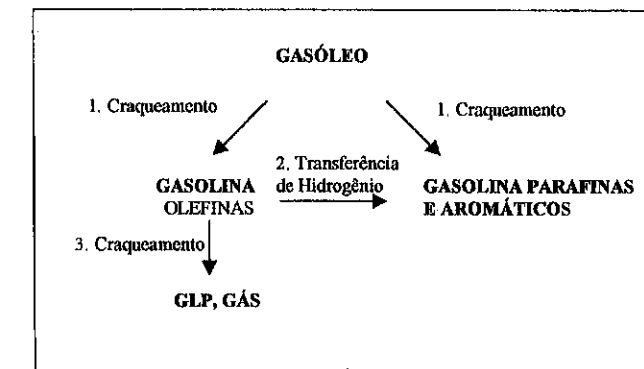 GASÓLEO
1. Craqueamento
1. Craqueamento
2. Transferência
de Hidrogênio
GASOLINA
OLEFINAS
GASOLINA PARAFINAS
E AROMÁTICOS
3. Craqueamento
GLP, GÁS